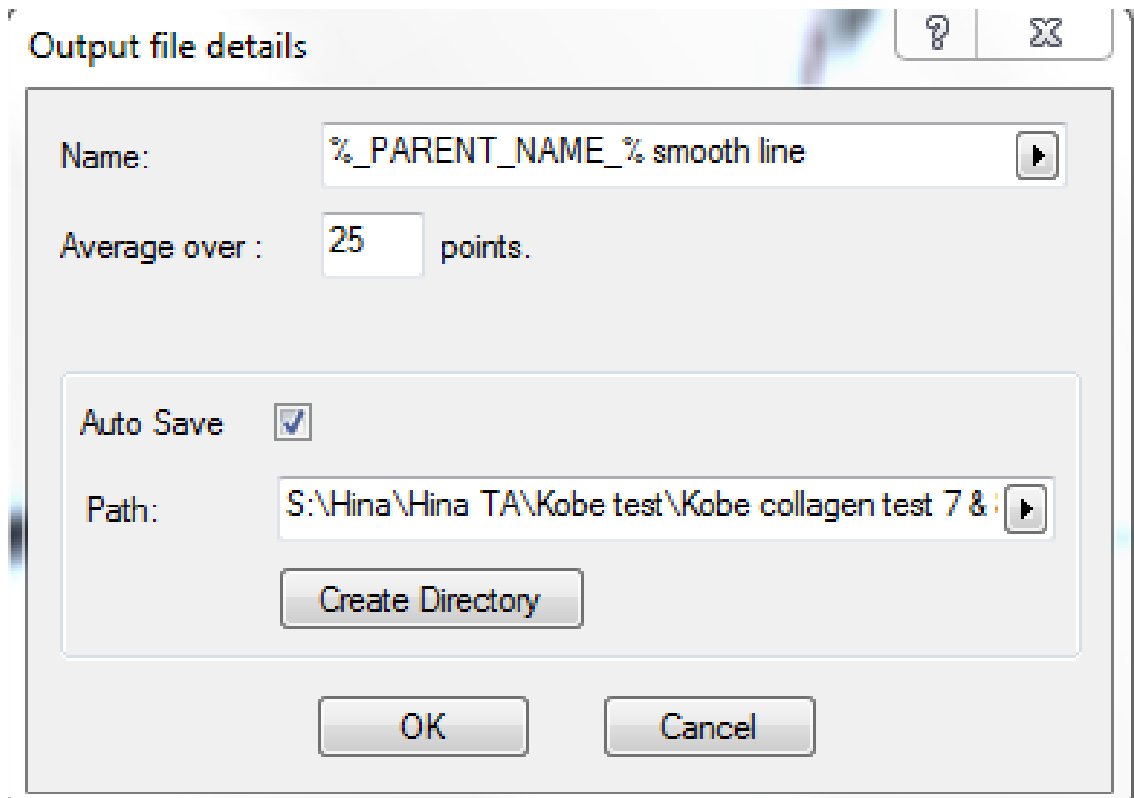 Output file details
Name: %_PARENT_NAME_% smooth line
Average over : 25 points.
Auto Save
Path: S:\Hina\Hina TA\Kobe test\Kobe collagen test 7 &
Create Directory
OK Cancel